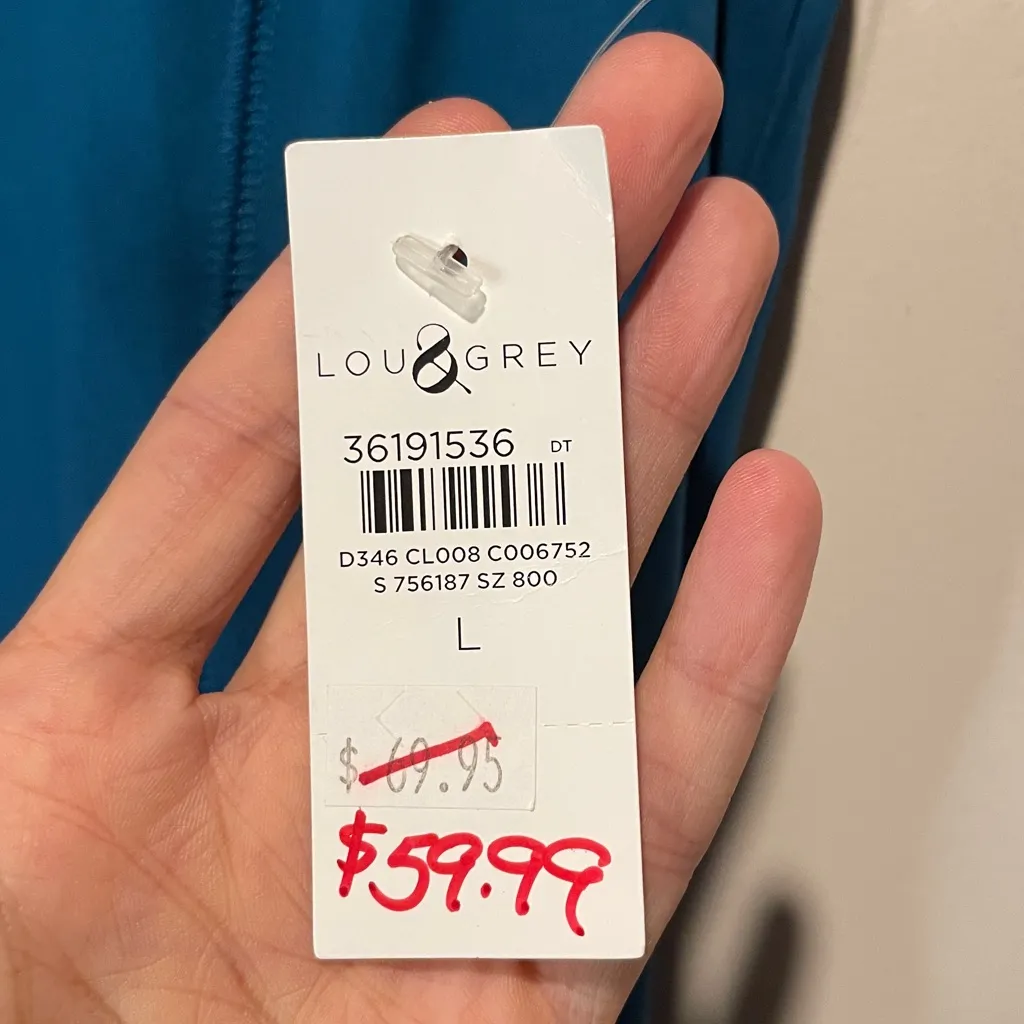 LOU & GREY
36191536 DT
D346 CL008 C006752
S 756187 SZ 800
L
$ 69.95
$59.99